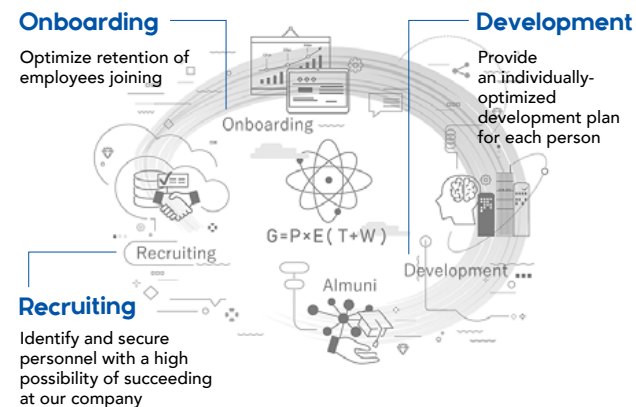 Onboarding
Optimize retention of
employees joining
Development
Provide
an individually-
optimized
development plan
for each person
Onboarding
G=P×E(T+W)
Recruiting
Development
Almuni
Recruiting
Identify and secure
personnel with a high
possibility of succeeding
at our company